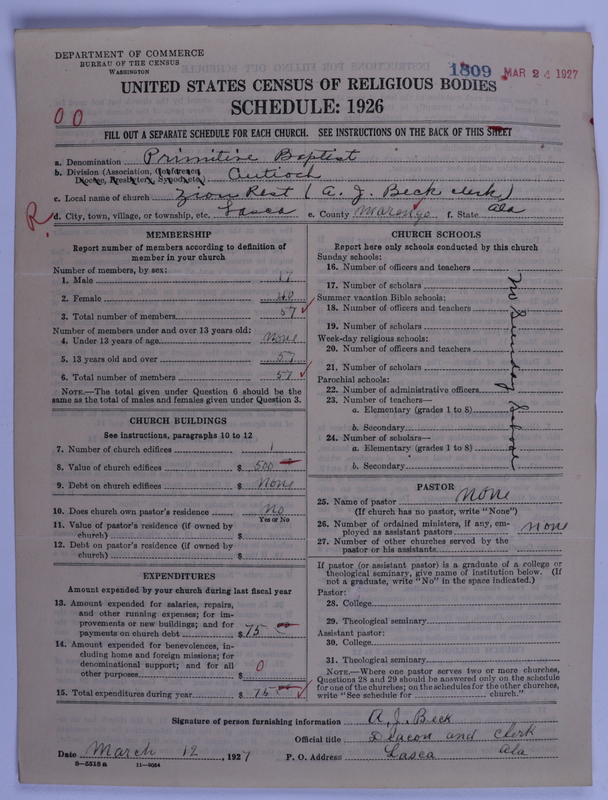 DEPARTMENT OF COMMERCE
BUREAU OF THE CENSUS
WASHINGTON
1809 MAR 24 1927
UNITED STATES CENSUS OF RELIGIOUS BODIES
SCHEDULE: 1926
00
FILL OUT A SEPARATE SCHEDULE FOR EACH CHURCH. SEE INSTRUCTIONS ON THE BACK OF THIS SHEET
a. Denomination Primitive Baptist
b. Division (Association, Conference, Diocese, Presbytery, Synod, etc.) Antioch
c. Local name of church Zion Rest (A. J. Beck clerk)
R. d. City, town, village, or township, etc. Lasca e. County Marengo f. State Ala
MEMBERSHIP
Report number of members according to definition of
member in your church
Number of members, by sex:
1. Male 17
2. Female 40
3. Total number of members 57
Number of members under and over 13 years old:
4. Under 13 years of age None
5. 13 years old and over 57
6. Total number of members 57
NOTE.—The total given under Question 6 should be
same as the total of males and females given under Question 3.
CHURCH BUILDINGS
See instructions, paragraphs 10 to 12
7. Number of church edifices 1
8. Value of church edifices $ 500
9. Debt on church edifices $ None
10. Does church own pastor's residence No
Yes or No
11. Value of pastor's residence (if owned by
church) $
12. Debt on pastor's residence (if owned by
church) $
EXPENDITURES
Amount expended by your church during last fiscal year
13. Amount expended for salaries, repairs,
and other running expenses; for im-
provements or new buildings; and for
payments on church debt $ 75
14. Amount expended for benevolences, in-
cluding home and foreign missions; for
denominational support; and for all
other purposes $ 0
15. Total expenditures during year $ 75
CHURCH SCHOOLS
Report here only schools conducted by this church
Sunday schools:
16. Number of officers and teachers
17. Number of scholars
Summer vacation Bible schools:
18. Number of officers and teachers
19. Number of scholars
Week-day religious schools:
20. Number of officers and teachers
21. Number of scholars
Parochial schools:
22. Number of administrative officers
23. Number of teachers—
a. Elementary (grades 1 to 8)
b. Secondary
24. Number of scholars—
a. Elementary (grades 1 to 8)
b. Secondary
No Sunday School
PASTOR
25. Name of pastor none
(If church has no pastor, write "None")
26. Number of ordained ministers, if any, em-
ployed as assistant pastors none
27. Number of other churches served by the
pastor or his assistants
If pastor (or assistant pastor) is a graduate of a college or
theological seminary, give name of institution below. (If
not a graduate, write "No" in the space indicated.)
Pastor:
28. College
29. Theological seminary
Assistant pastor:
30. College
31. Theological seminary
NOTE.—Where one pastor serves two or more churches,
Questions 28 and 29 should be answered only on the schedule
for one of the churches; on the schedules for the other churches,
write "See schedule for church."
Signature of person furnishing information A. J. Beck
Official title Deacon and clerk
Date March 12, 1927 P. O. Address Lasca Ala
8-5518a 11-9054